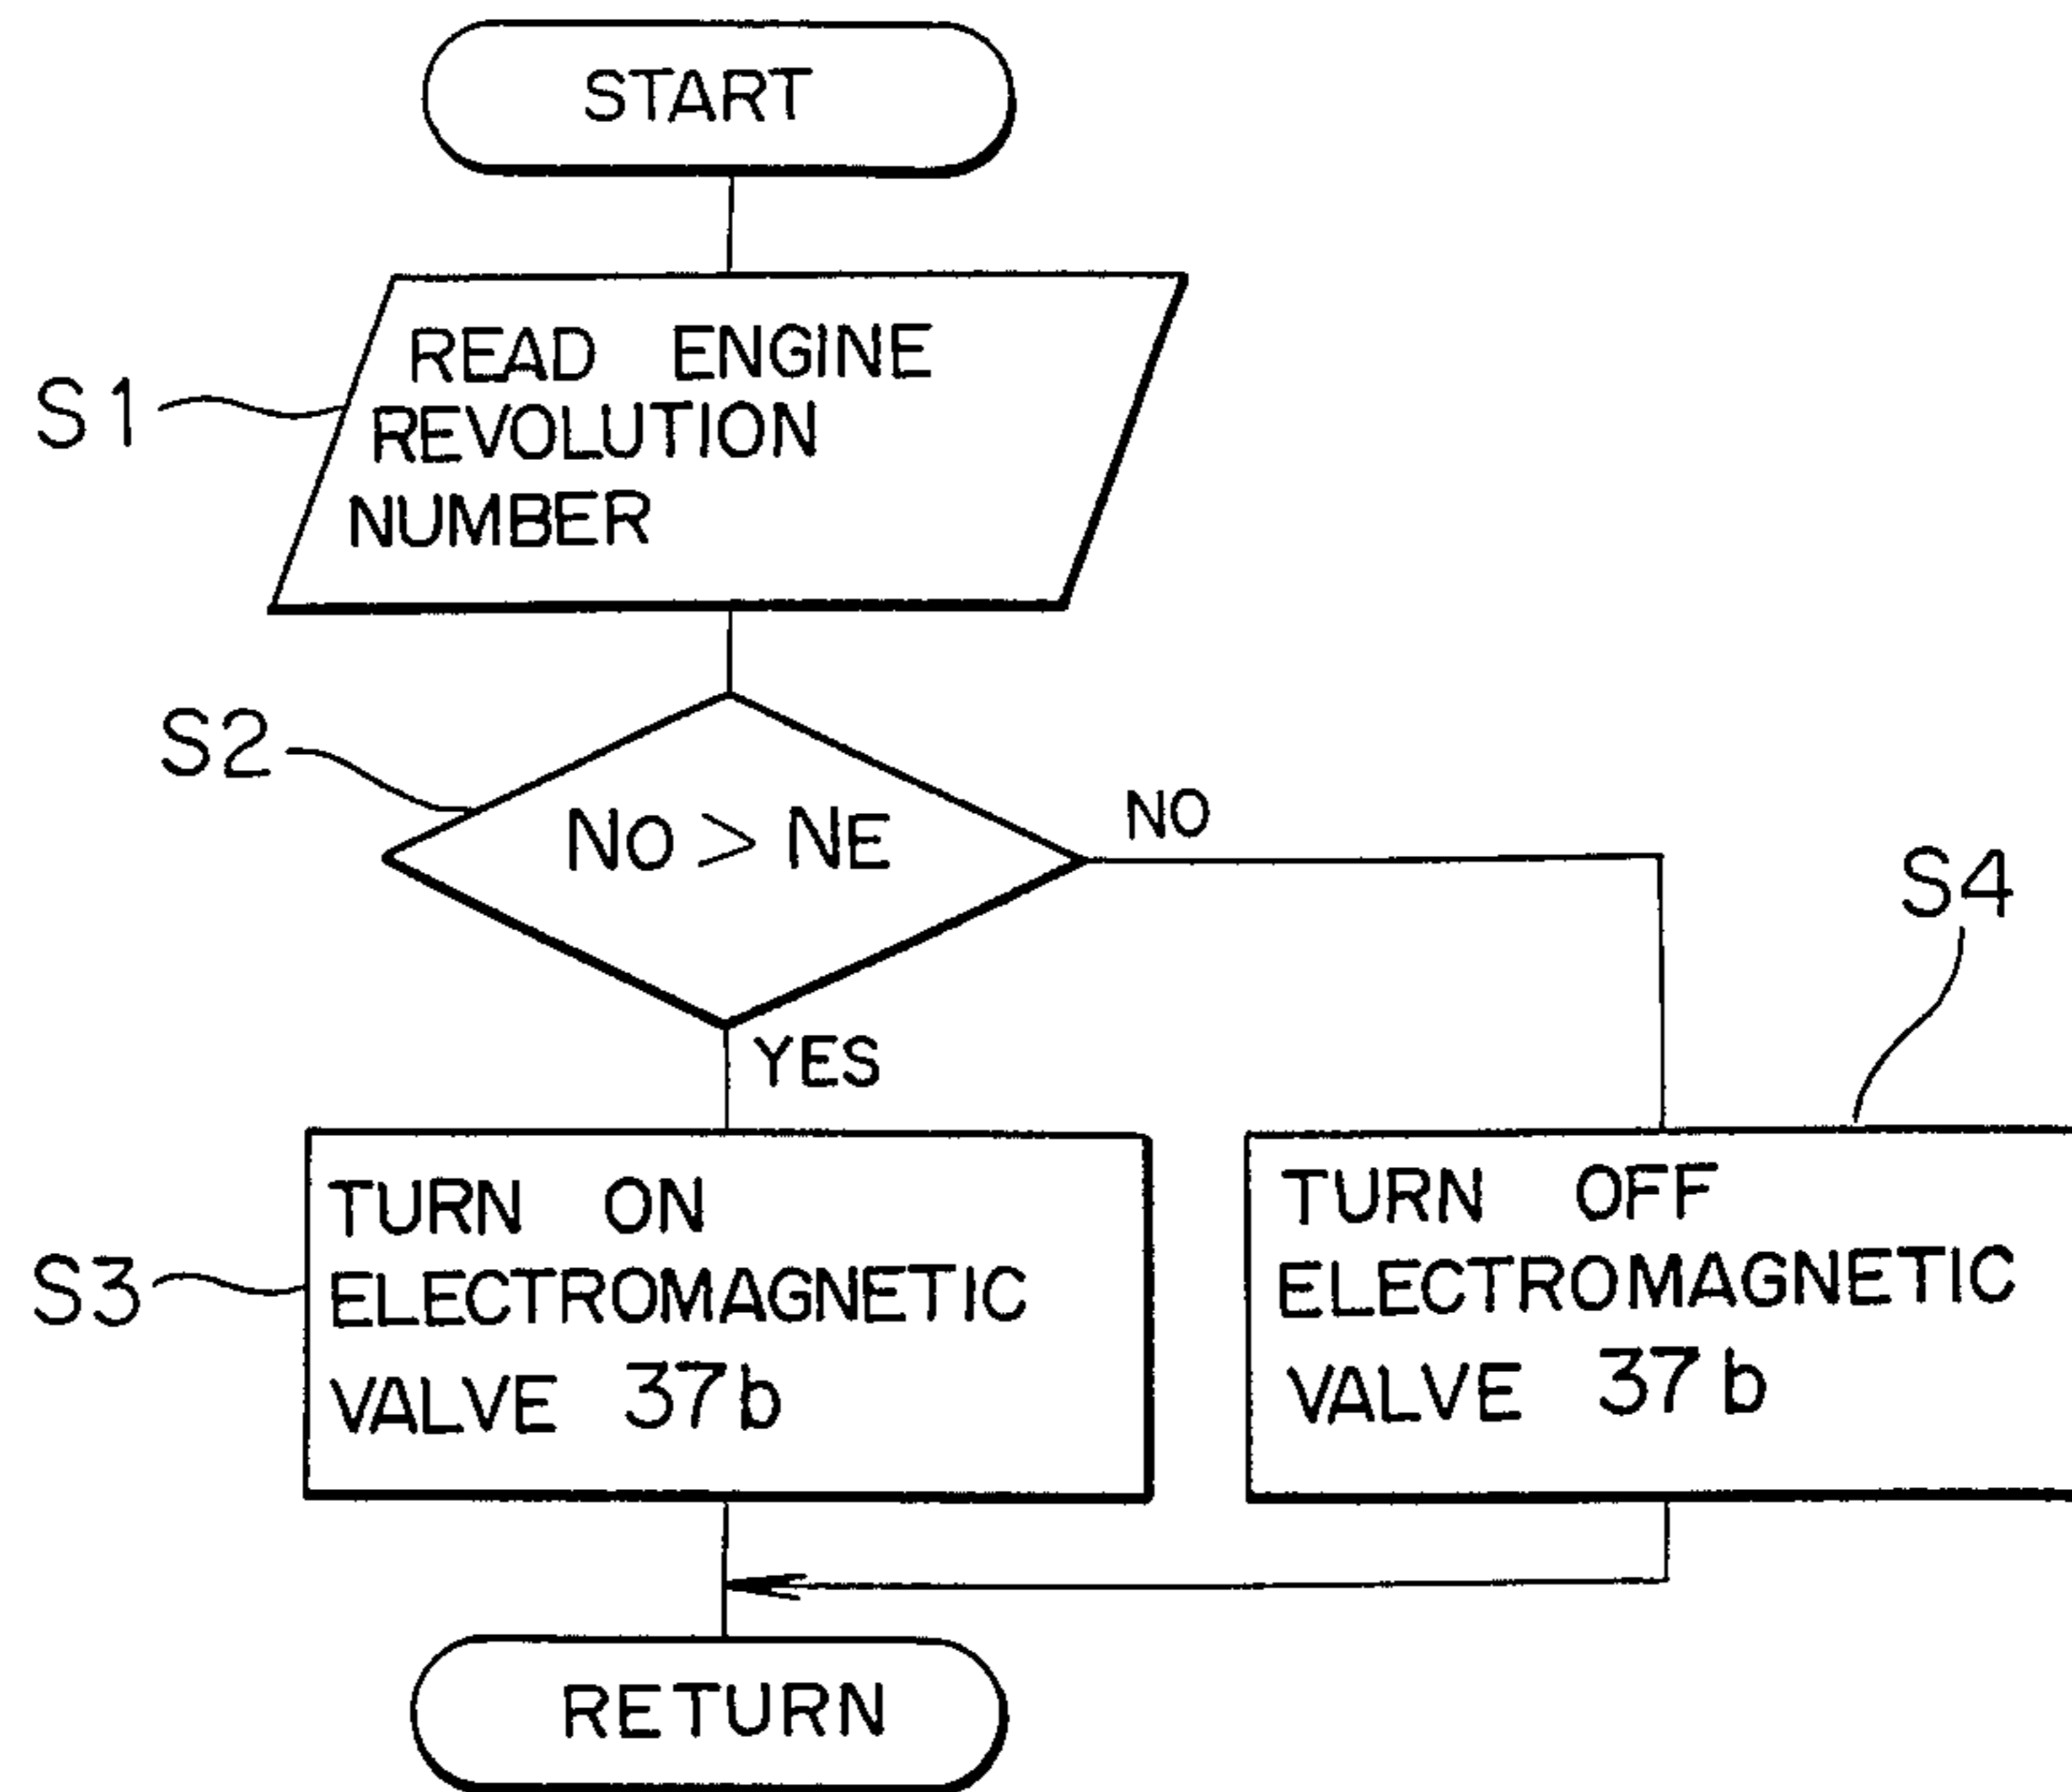 START
S1
READ ENGINE
REVOLUTION
NUMBER
S2
NO > NE
NO
YES
S4
S3
TURN ON
ELECTROMAGNETIC
VALVE 37b
TURN OFF
ELECTROMAGNETIC
VALVE 37b
RETURN